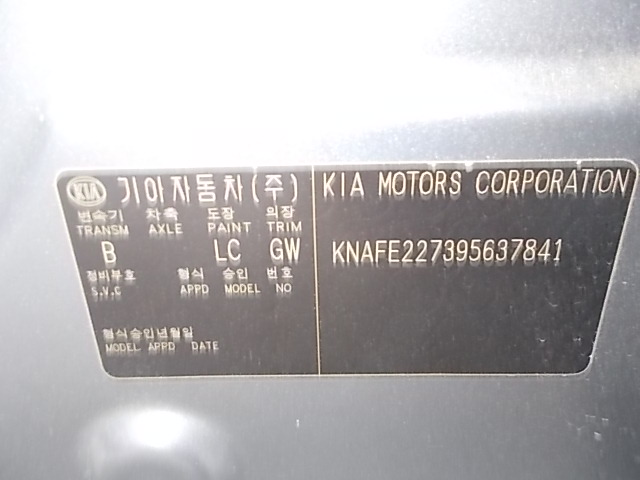 KIA 기아자동차(주) KIA MOTORS CORPORATION
변속기 차축 도장 의장
TRANSM AXLE PAINT TRIM
B LC GW KNAFE227395637841
정비부호 형식 승인 번호
S.V.C APPD MODEL NO
형식승인년월일
MODEL APPD DATE